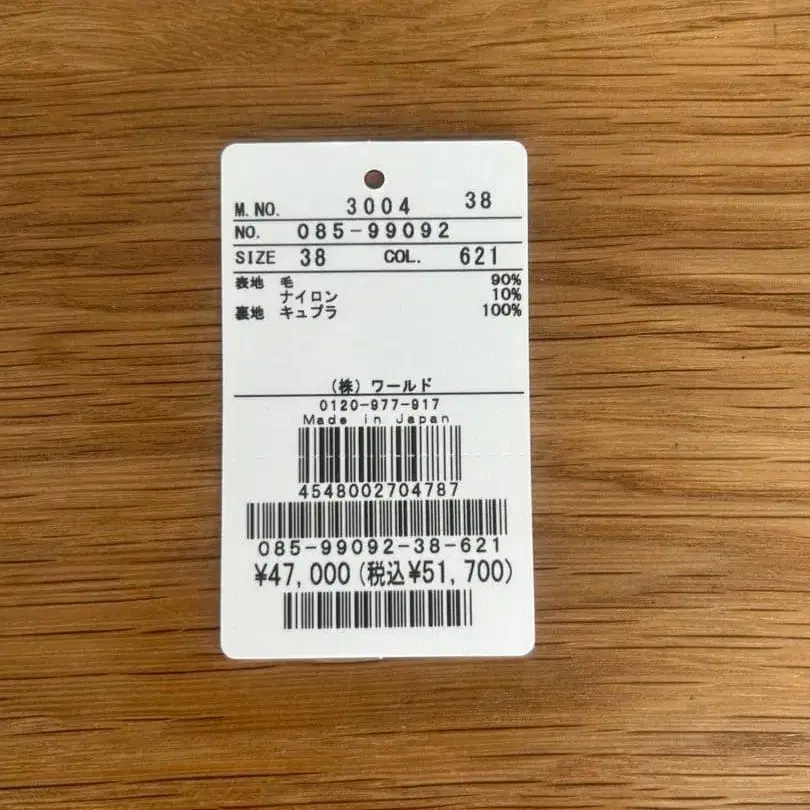 M.NO. 3004 38
NO. 085-99092
SIZE 38 COL. 621
表地 毛 90%
ナイロン 10%
裏地 キュプラ 100%
(株) ワールド
0120-977-917
Made in Japan
4548002704787
085-99092-38-621
¥47,000(税込¥51,700)